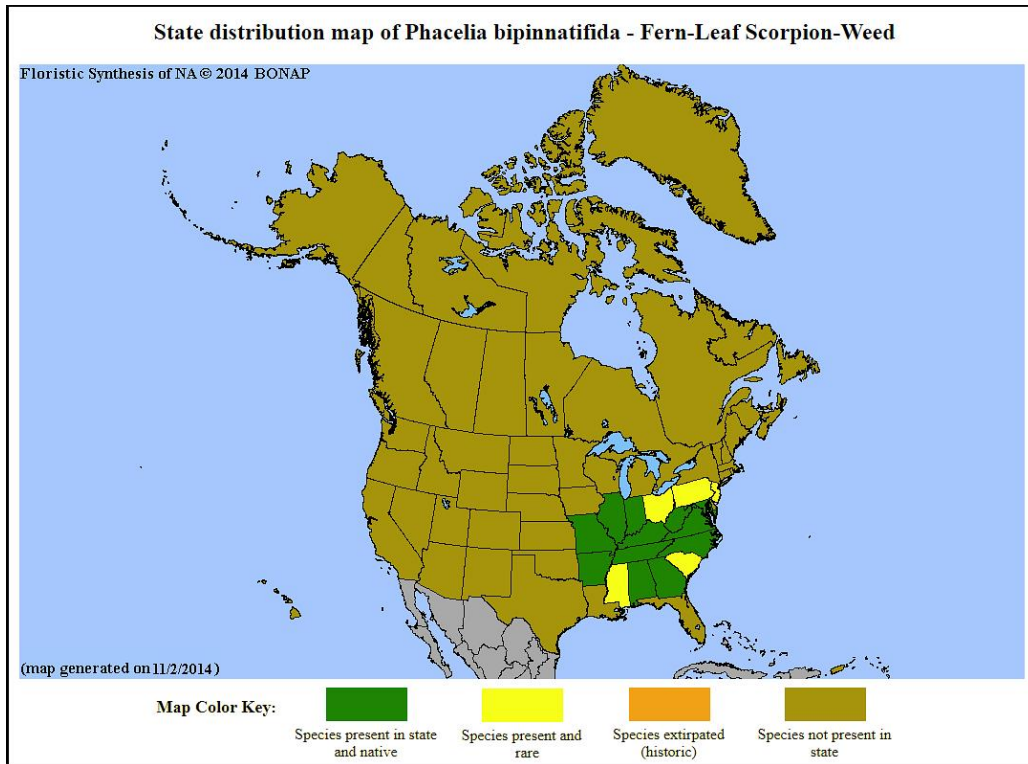 State distribution map of Phacelia bipinnatifida - Fern-Leaf Scorpion-Weed
Floristic Synthesis of NA © 2014 BONAP
(map generated on 11/2/2014)
Map Color Key:
Species present in state
and native
Species present and
rare
Species extirpated
(historic)
Species not present in
state